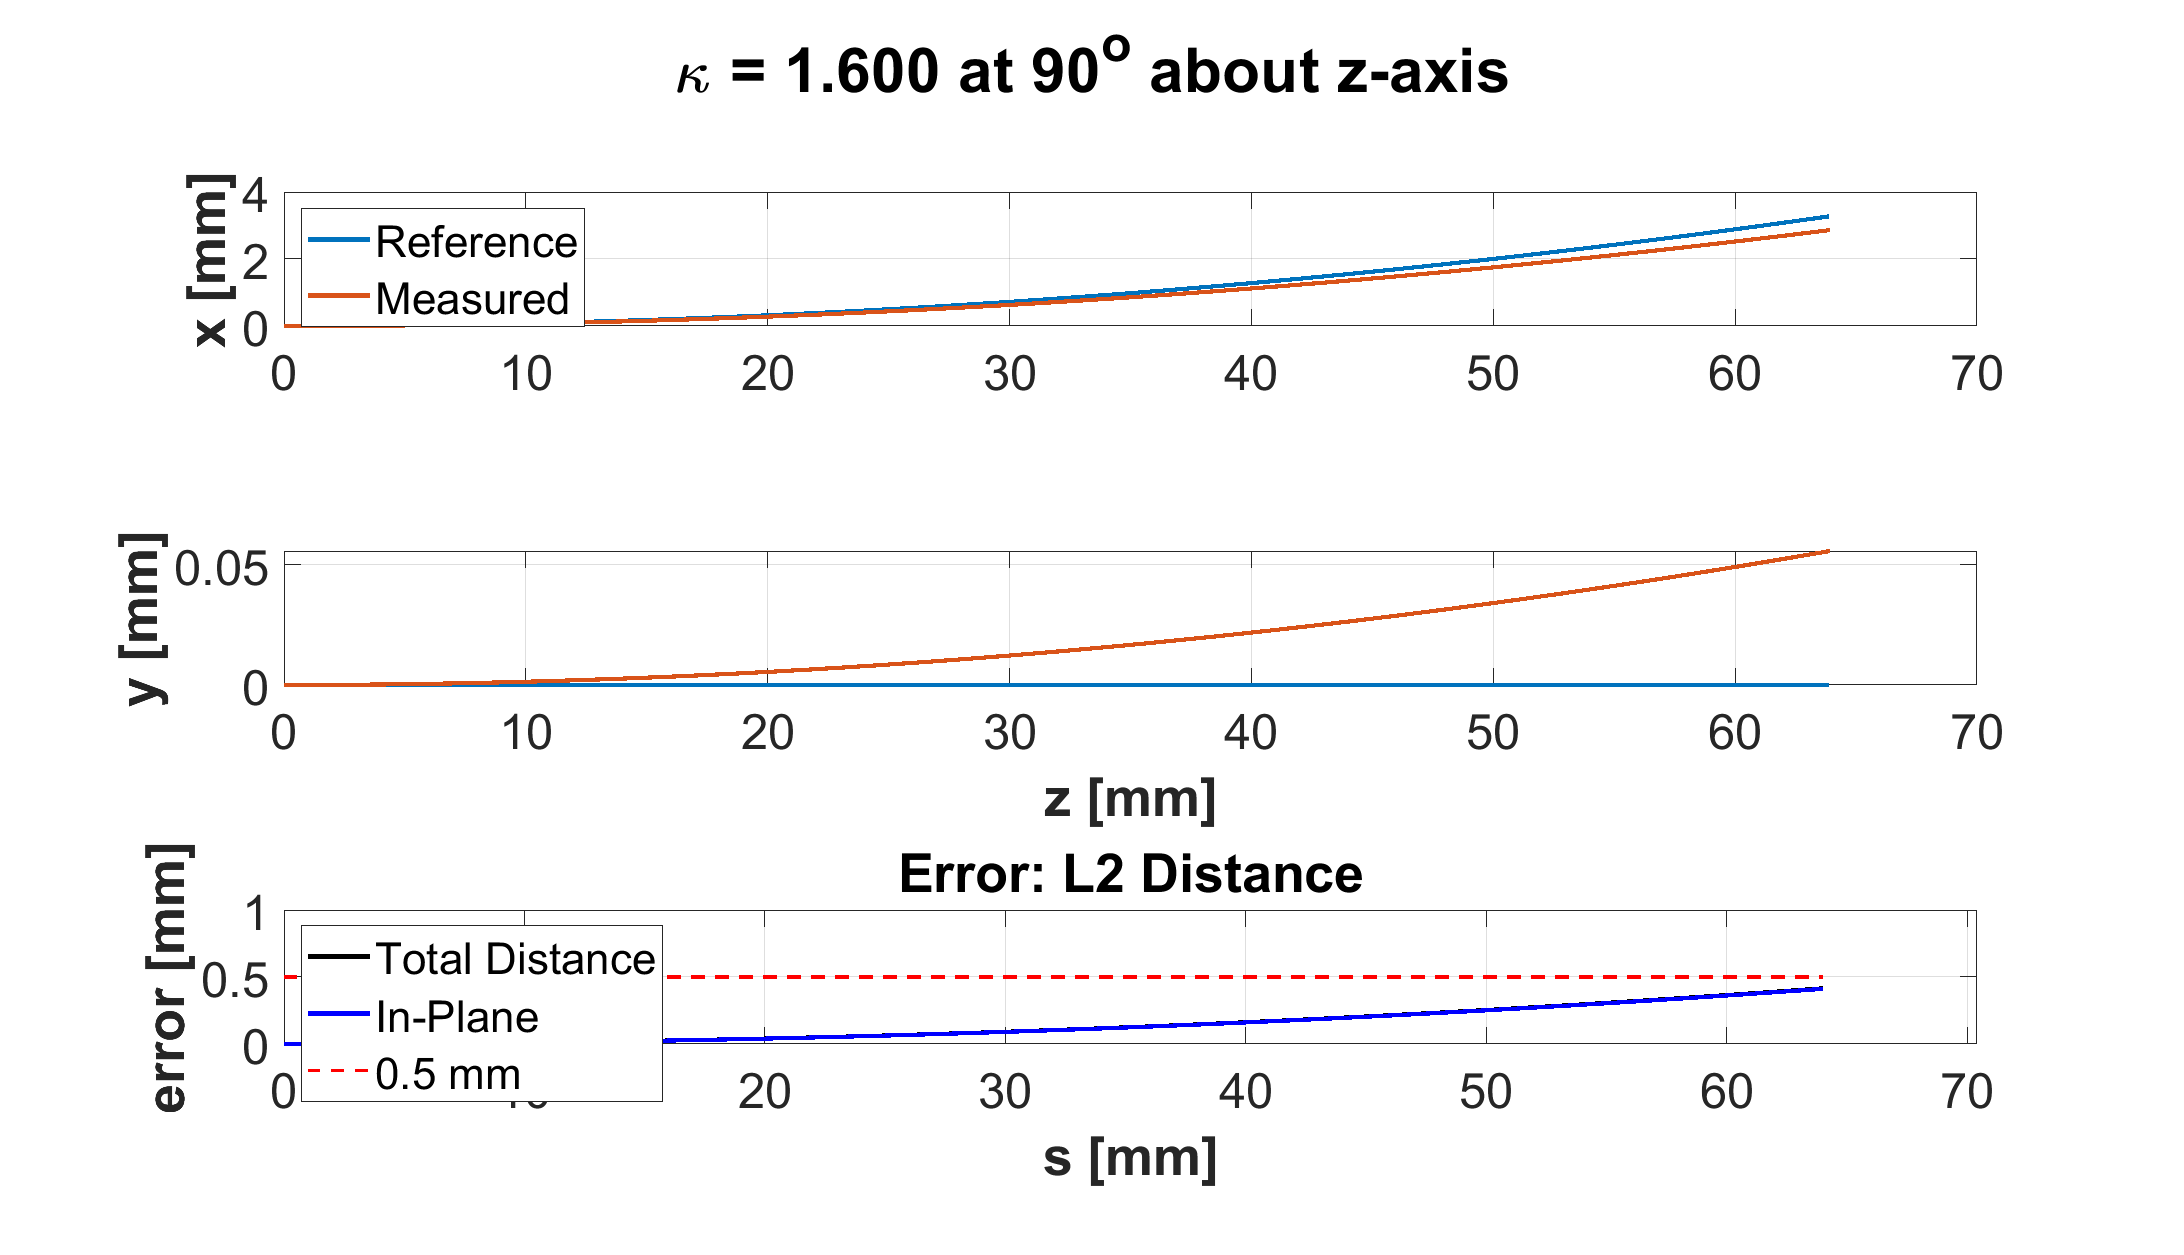 κ = 1.600 at 90° about z-axis
x [mm]
4
2
0
Reference
Measured
0 10 20 30 40 50 60 70
y [mm]
0.05
0
0 10 20 30 40 50 60 70
z [mm]
Error: L2 Distance
error [mm]
1
0.5
0
Total Distance
In-Plane
0.5 mm
0 20 30 40 50 60 70
s [mm]